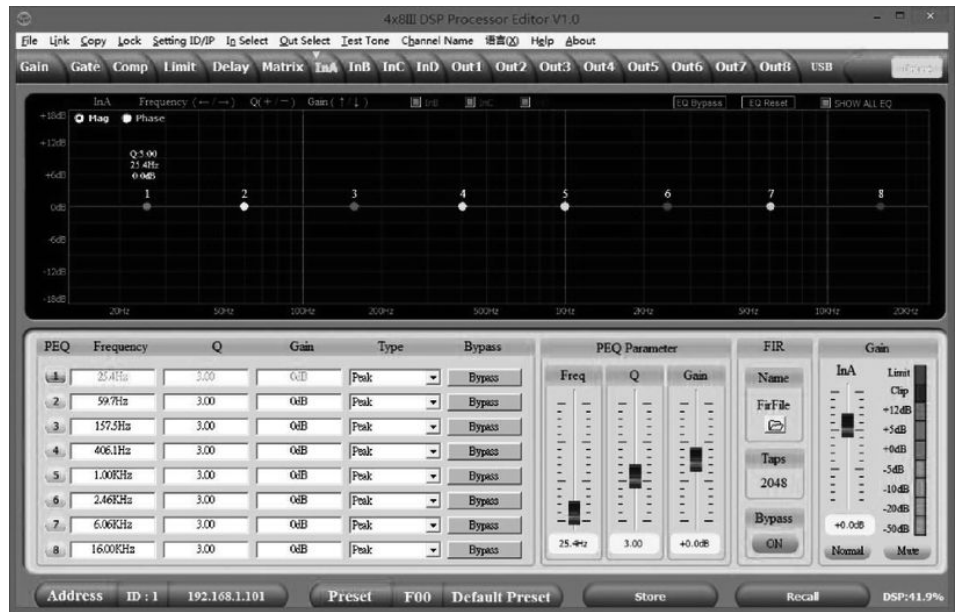 4x8III DSP Processor Editor V1.0
File Link Copy Lock Setting ID/IP In Select Out Select Test Tone Channel Name 语言(X) Help About
Gain Gate Comp Limit Delay Matrix InA InB InC InD Out1 Out2 Out3 Out4 Out5 Out6 Out7 Out8 USB
InA Frequency (←/→) Q(+/−) Gain(↑/↓) InB InC EQ Bypass EQ Reset SHOW ALL EQ
+18dB Mag Phase
+12dB
Q:3.00
25.4Hz
+6dB 0.0dB
1 2 3 4 5 6 7 8
0dB
-6dB
-12dB
-18dB
20Hz 50Hz 100Hz 200Hz 500Hz 1KHz 2KHz 5KHz 10KHz 20KHz
PEQ Frequency Q Gain Type Bypass
1 25.4Hz 3.00 0dB Peak Bypass
2 59.7Hz 3.00 0dB Peak Bypass
3 157.5Hz 3.00 0dB Peak Bypass
4 406.1Hz 3.00 0dB Peak Bypass
5 1.00KHz 3.00 0dB Peak Bypass
6 2.46KHz 3.00 0dB Peak Bypass
7 6.06KHz 3.00 0dB Peak Bypass
8 16.00KHz 3.00 0dB Peak Bypass
PEQ Parameter
Freq Q Gain
25.4Hz 3.00 +0.0dB
FIR
Name
FirFile
Taps
2048
Bypass
ON
Gain
InA Limit
Clip
+12dB
+5dB
+0dB
-5dB
-10dB
-20dB
-50dB
+0.0dB
Normal Mute
Address ID : 1 192.168.1.101 Preset F00 Default Preset Store Recall DSP:41.9%